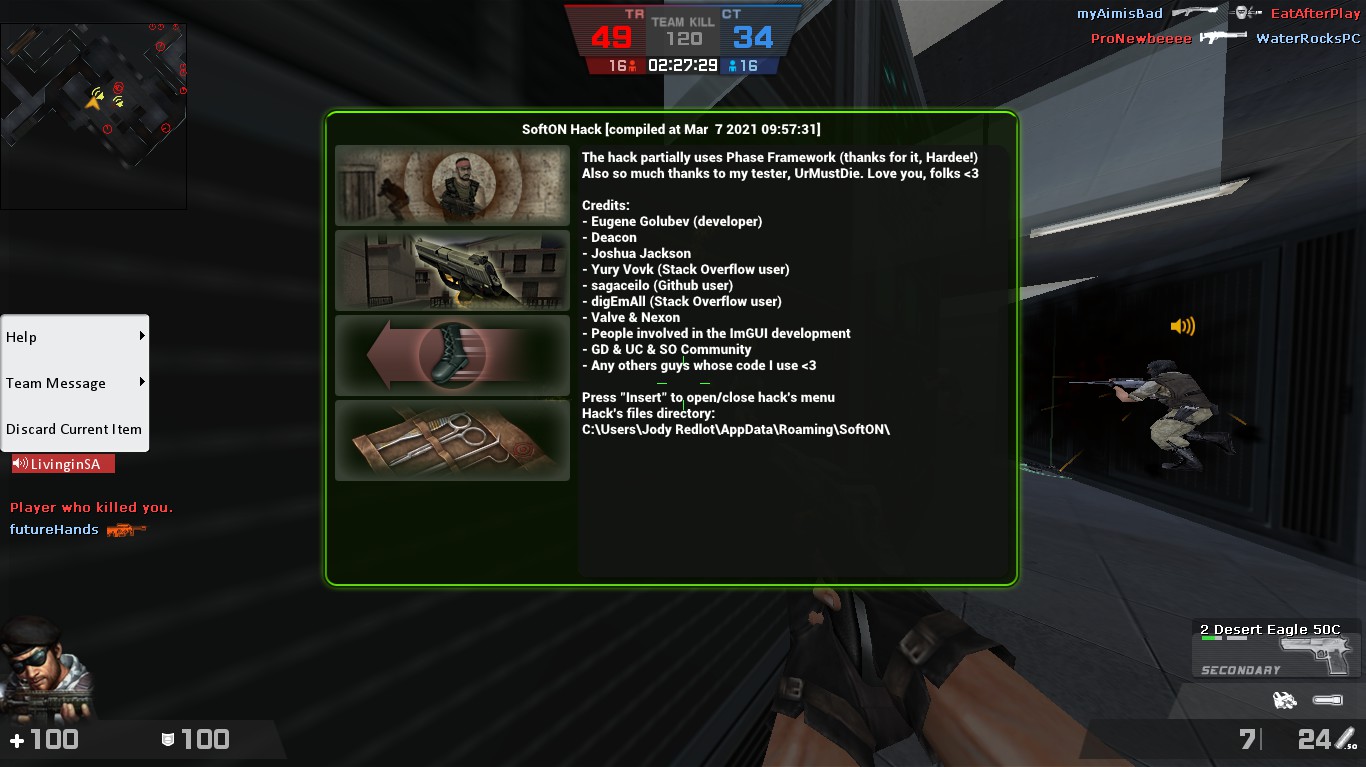 TR TEAM KILL CT
49 120 34
16 02:27:29 16
myAimisBad EatAfterPlay
ProNewbeeee WaterRocksPC
SoftON Hack [compiled at Mar  7 2021 09:57:31]
The hack partially uses Phase Framework (thanks for it, Hardee!)
Also so much thanks to my tester, UrMustDie. Love you, folks <3
Credits:
- Eugene Golubev (developer)
- Deacon
- Joshua Jackson
- Yury Vovk (Stack Overflow user)
- sagaceilo (Github user)
- digEmAll (Stack Overflow user)
- Valve & Nexon
- People involved in the ImGUI development
- GD & UC & SO Community
- Any others guys whose code I use <3
Press "Insert" to open/close hack's menu
Hack's files directory:
C:\Users\Jody Redlot\AppData\Roaming\SoftON\
Help
Team Message
Discard Current Item
LivinginSA
Player who killed you.
futureHands
100 100
2 Desert Eagle 50C
SECONDARY
7| 24 .50